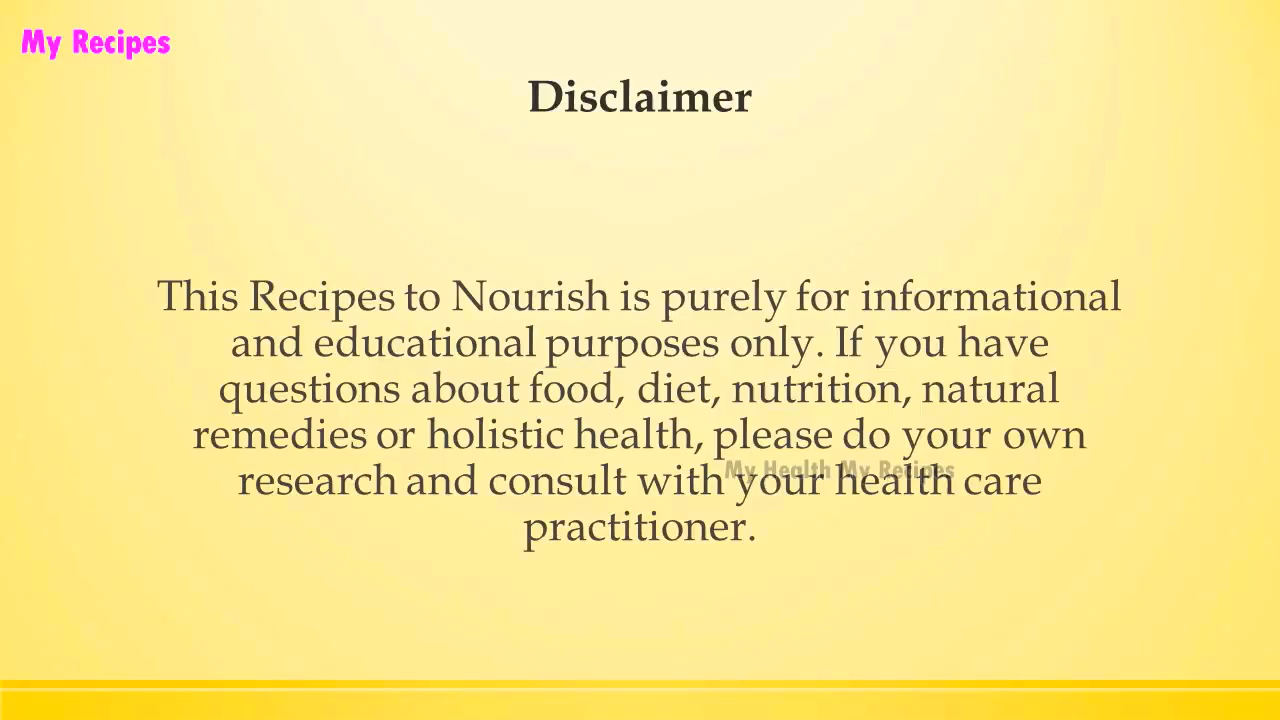 My Recipes
Disclaimer
This Recipes to Nourish is purely for informational
and educational purposes only. If you have
questions about food, diet, nutrition, natural
remedies or holistic health, please do your own
My Health My Recipes
research and consult with your health care
practitioner.